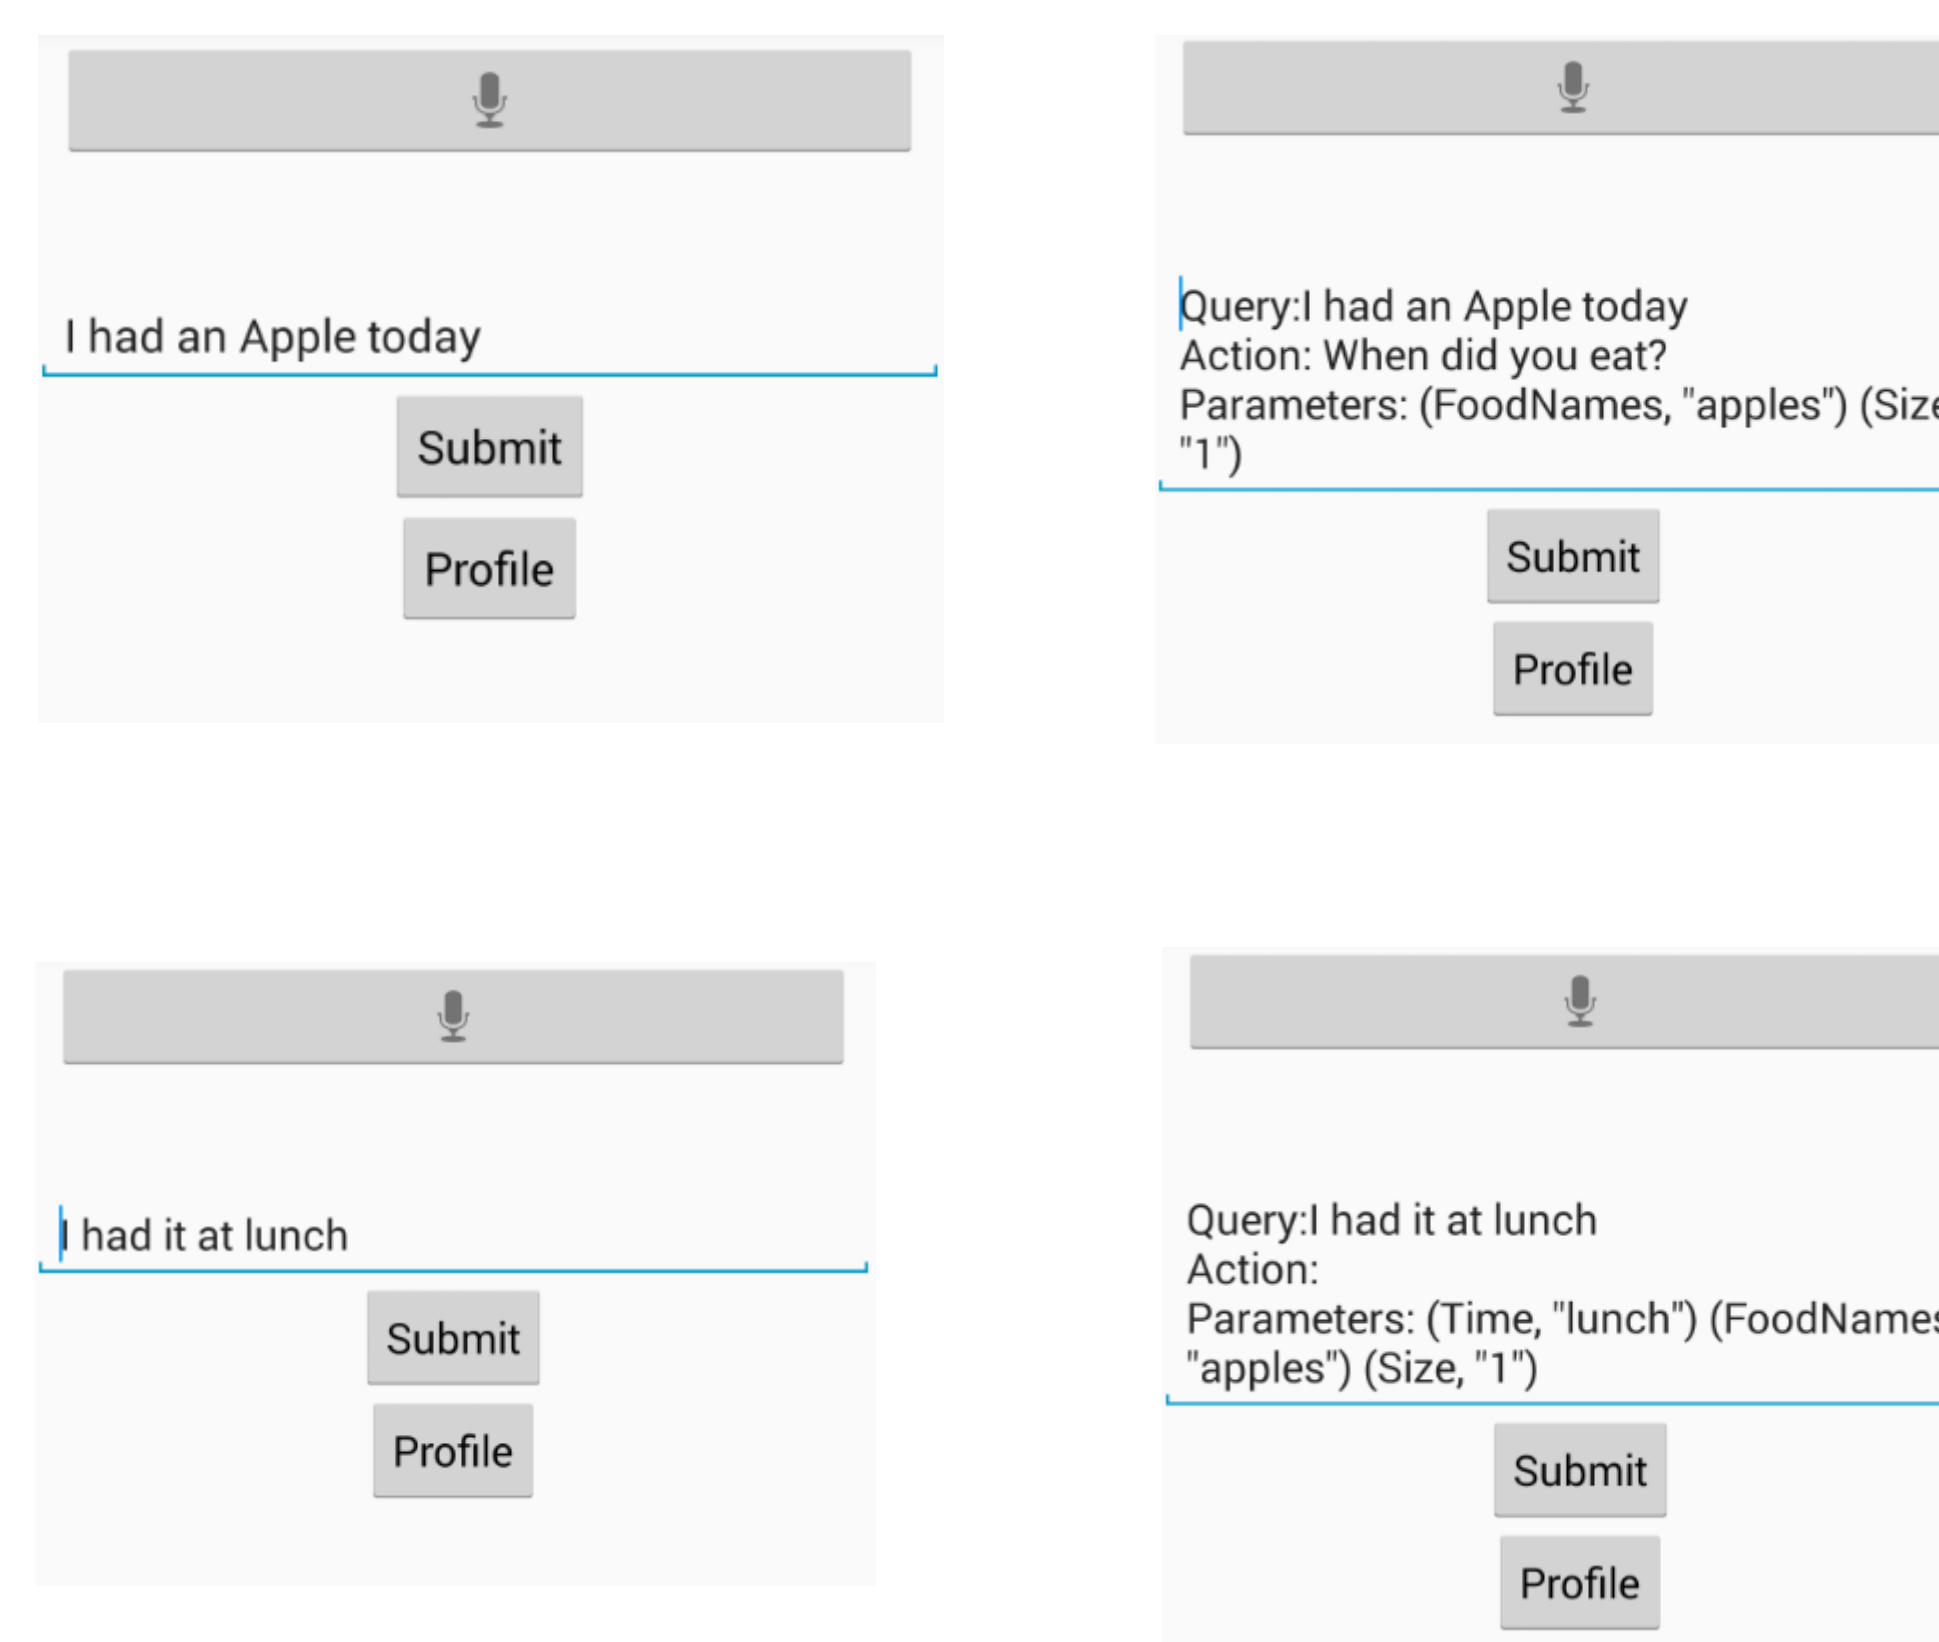 I had an Apple today
Submit
Profile
Query:I had an Apple today
Action: When did you eat?
Parameters: (FoodNames, "apples") (Size
"1")
Submit
Profile
I had it at lunch
Submit
Profile
Query:I had it at lunch
Action:
Parameters: (Time, "lunch") (FoodNames
"apples") (Size, "1")
Submit
Profile